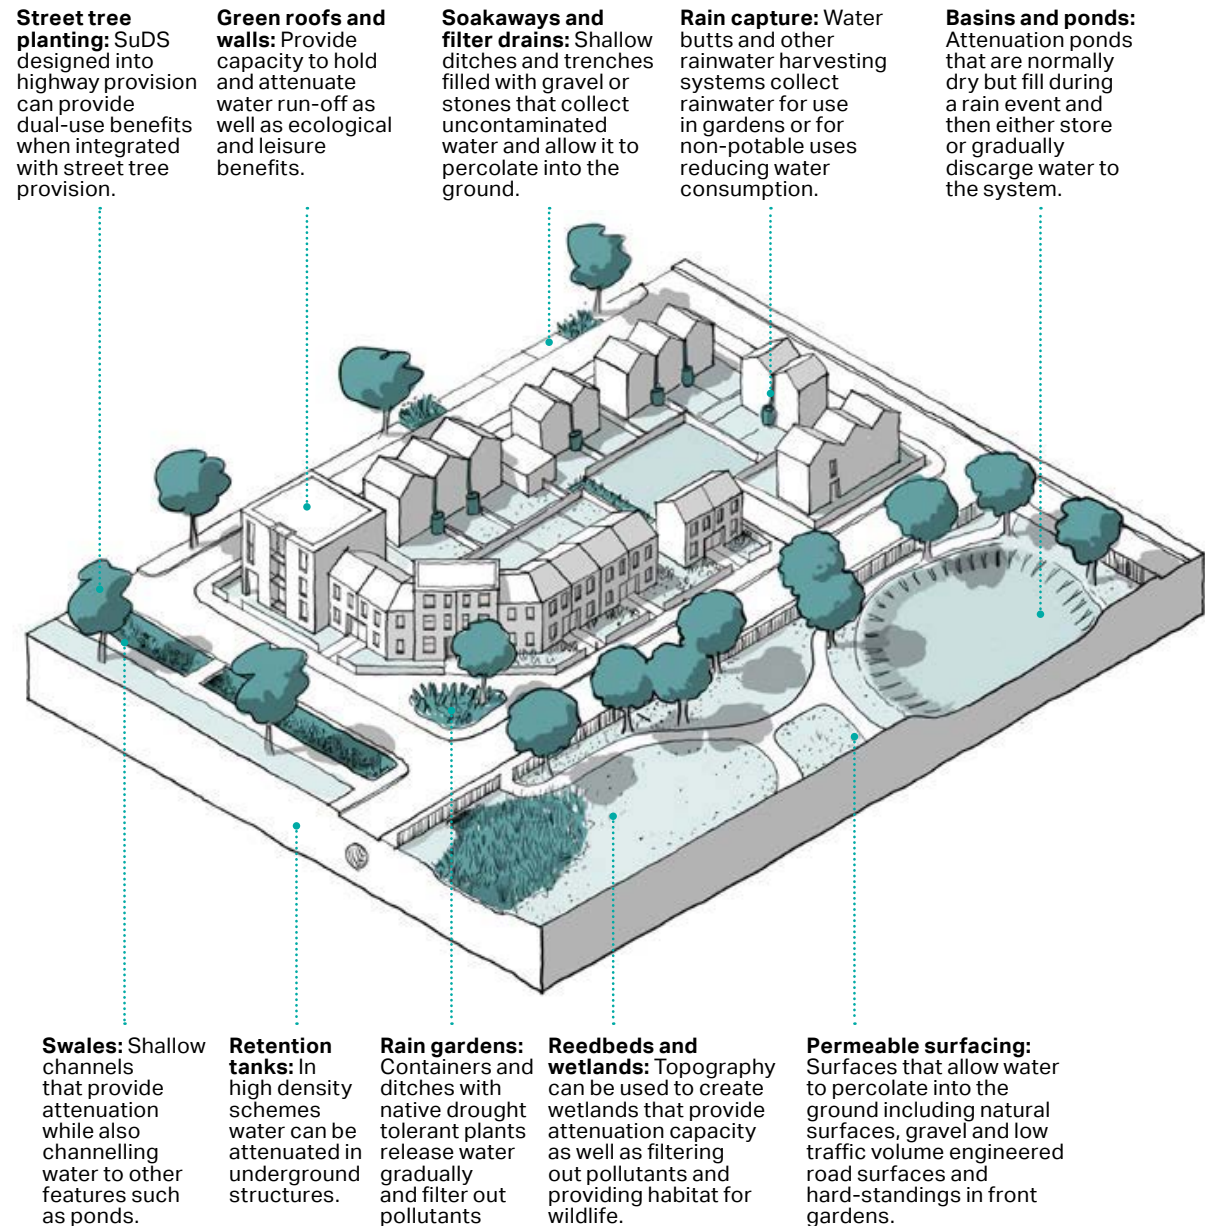 Street tree
planting: SuDS
designed into
highway provision
can provide
dual-use benefits
when integrated
with street tree
provision.
Green roofs and
walls: Provide
capacity to hold
and attenuate
water run-off as
well as ecological
and leisure
benefits.
Soakaways and
filter drains: Shallow
ditches and trenches
filled with gravel or
stones that collect
uncontaminated
water and allow it to
percolate into the
ground.
Rain capture: Water
butts and other
rainwater harvesting
systems collect
rainwater for use
in gardens or for
non-potable uses
reducing water
consumption.
Basins and ponds:
Attenuation ponds
that are normally
dry but fill during
a rain event and
then either store
or gradually
discarge water to
the system.
Swales: Shallow
channels
that provide
attenuation
while also
channelling
water to other
features such
as ponds.
Retention
tanks: In
high density
schemes
water can be
attenuated in
underground
structures.
Rain gardens:
Containers and
ditches with
native drought
tolerant plants
release water
gradually
and filter out
pollutants
Reedbeds and
wetlands: Topography
can be used to create
wetlands that provide
attenuation capacity
as well as filtering
out pollutants and
providing habitat for
wildlife.
Permeable surfacing:
Surfaces that allow water
to percolate into the
ground including natural
surfaces, gravel and low
traffic volume engineered
road surfaces and
hard-standings in front
gardens.